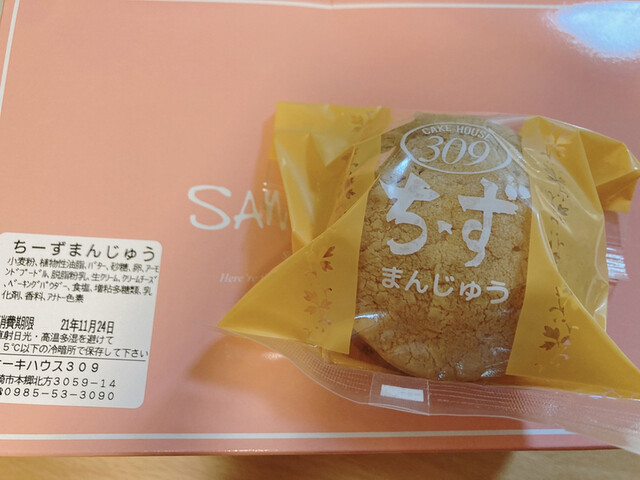 CAKE HOUSE
309
ち～ず
まんじゅう
SAN
Here're
ちーずまんじゅう
小麦粉、植物性油脂、バター、砂糖、卵、アーモ
ンドプードル、脱脂粉乳、生クリーム、クリームチーズ
、ベーキングパウダー、食塩、増粘多糖類、乳
化剤、香料、アナトー色素
消費期限 21年11月24日
直射日光・高温多湿を避けて
5℃以下の冷暗所で保存して下さい
ーキハウス309
崎市本郷北方3059-14
0985-53-3090